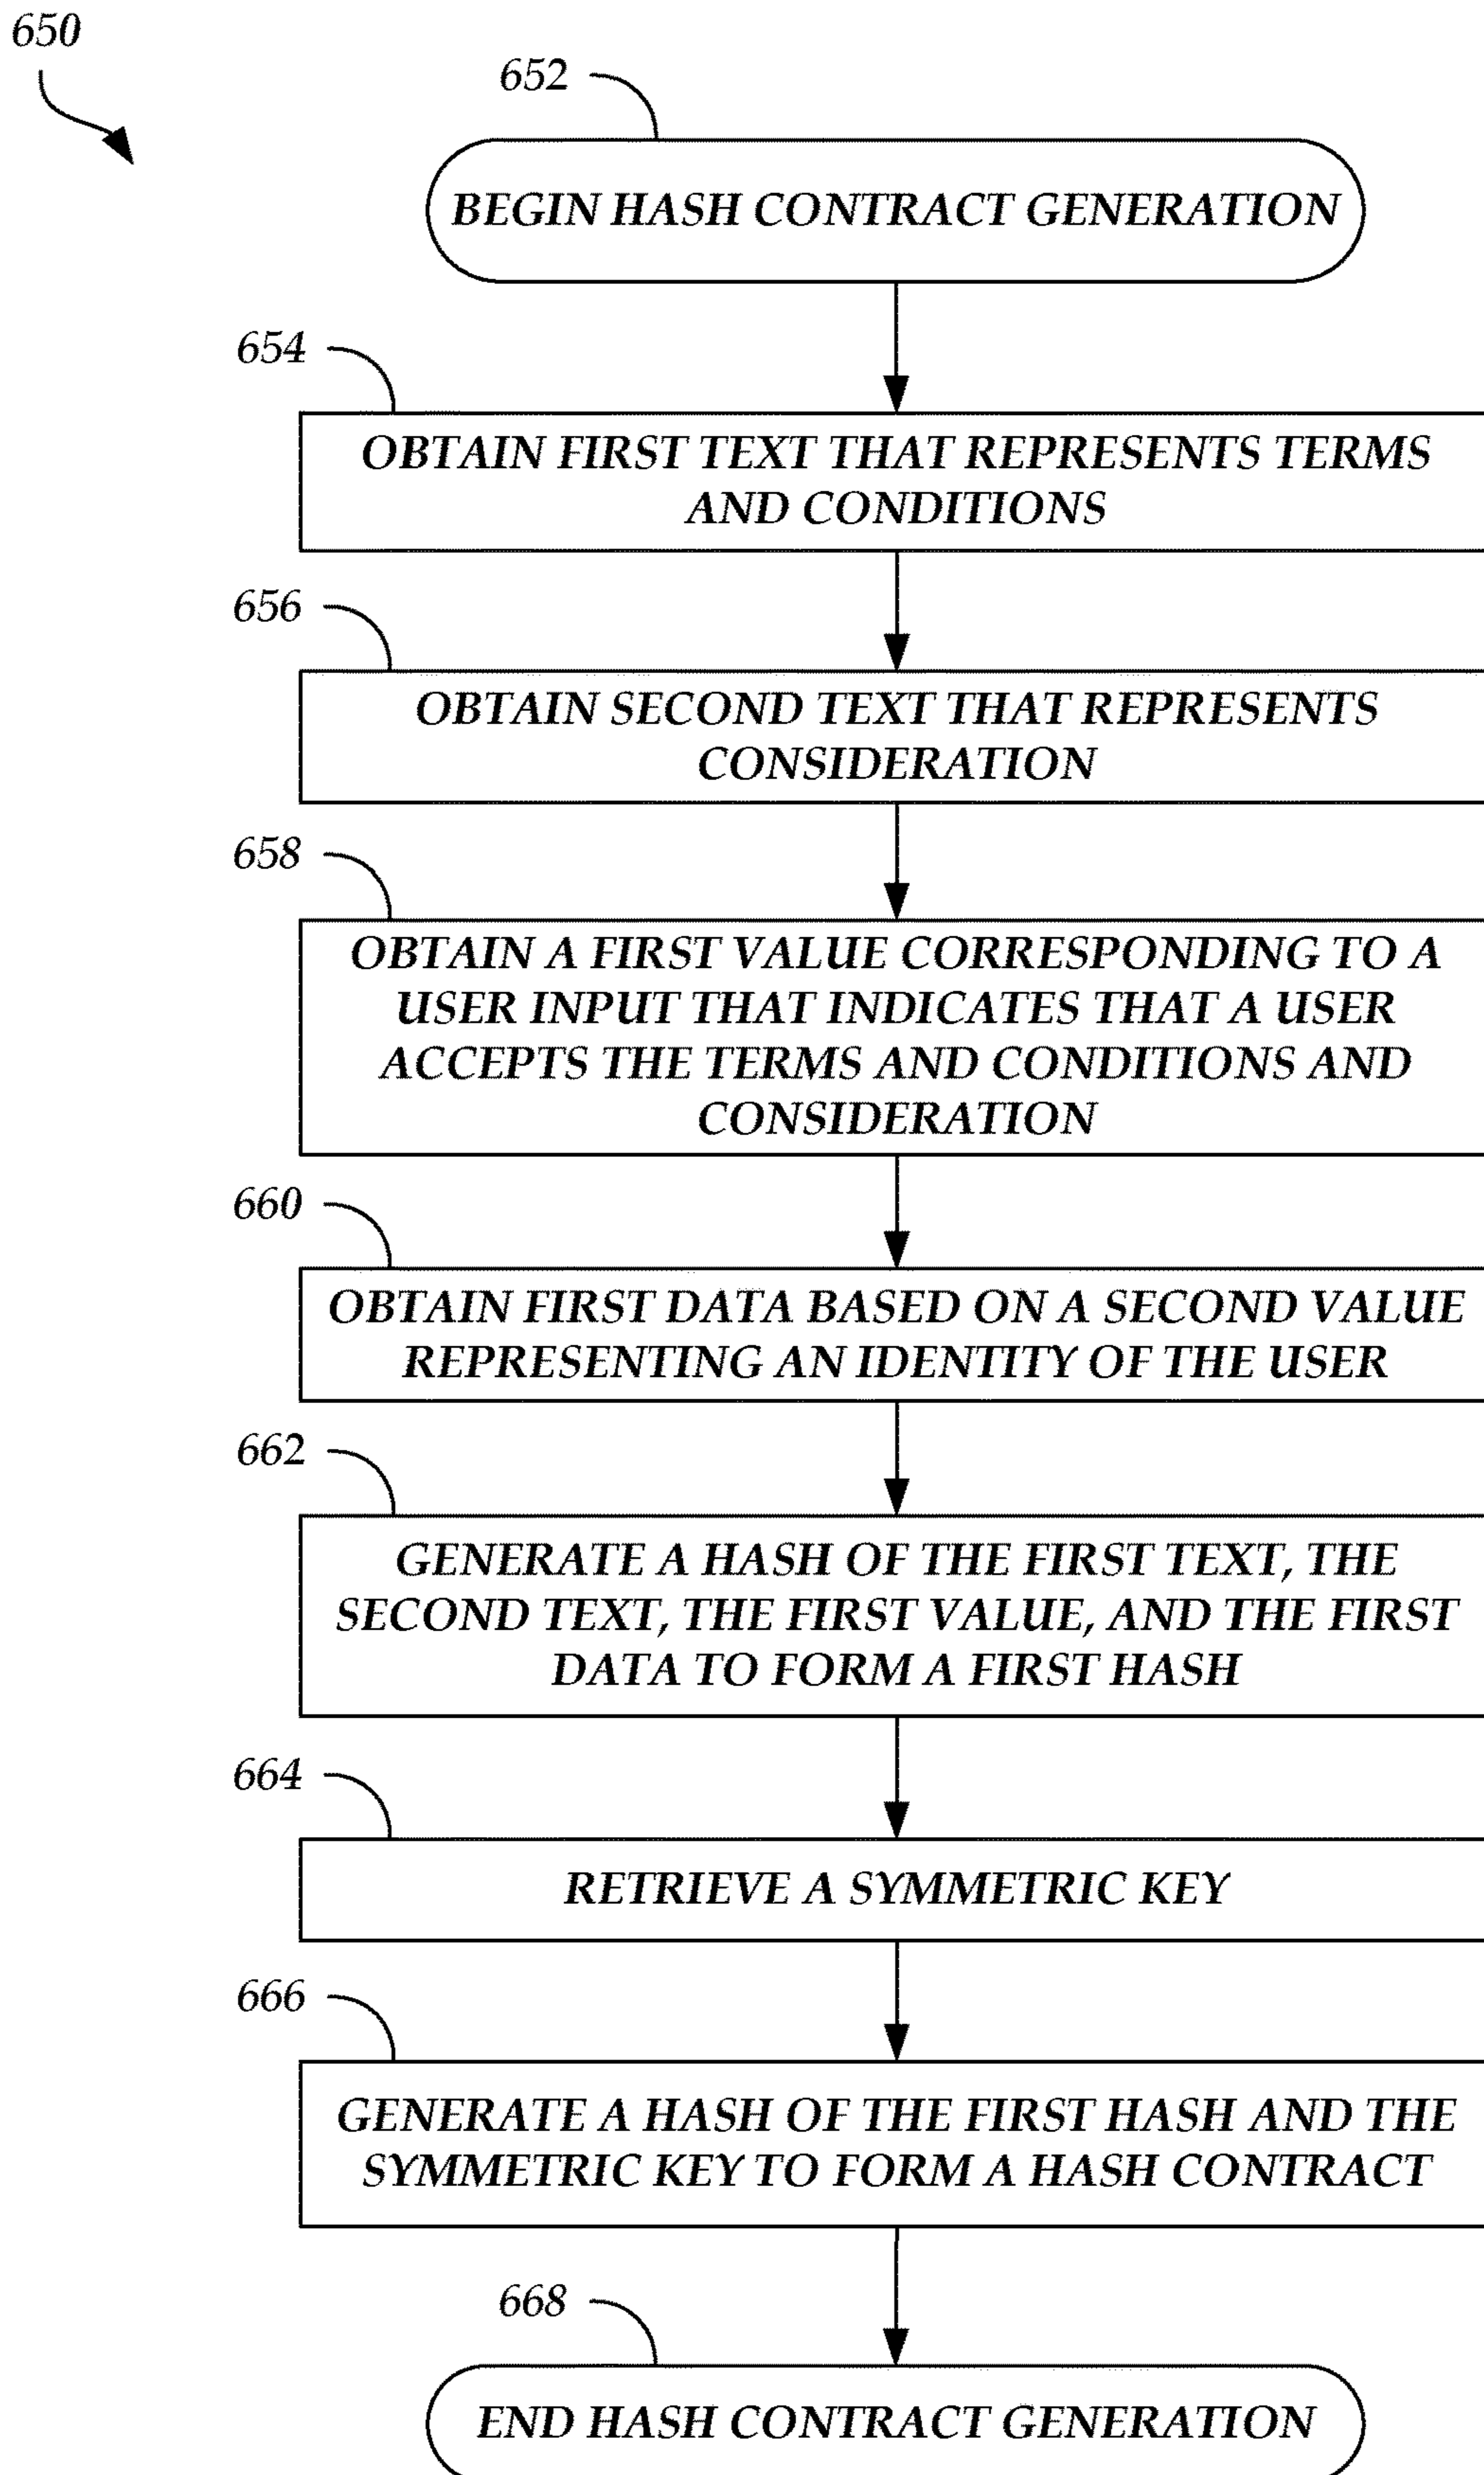 650
652
BEGIN HASH CONTRACT GENERATION
654
OBTAIN FIRST TEXT THAT REPRESENTS TERMS
AND CONDITIONS
656
OBTAIN SECOND TEXT THAT REPRESENTS
CONSIDERATION
658
OBTAIN A FIRST VALUE CORRESPONDING TO A
USER INPUT THAT INDICATES THAT A USER
ACCEPTS THE TERMS AND CONDITIONS AND
CONSIDERATION
660
OBTAIN FIRST DATA BASED ON A SECOND VALUE
REPRESENTING AN IDENTITY OF THE USER
662
GENERATE A HASH OF THE FIRST TEXT, THE
SECOND TEXT, THE FIRST VALUE, AND THE FIRST
DATA TO FORM A FIRST HASH
664
RETRIEVE A SYMMETRIC KEY
666
GENERATE A HASH OF THE FIRST HASH AND THE
SYMMETRIC KEY TO FORM A HASH CONTRACT
668
END HASH CONTRACT GENERATION